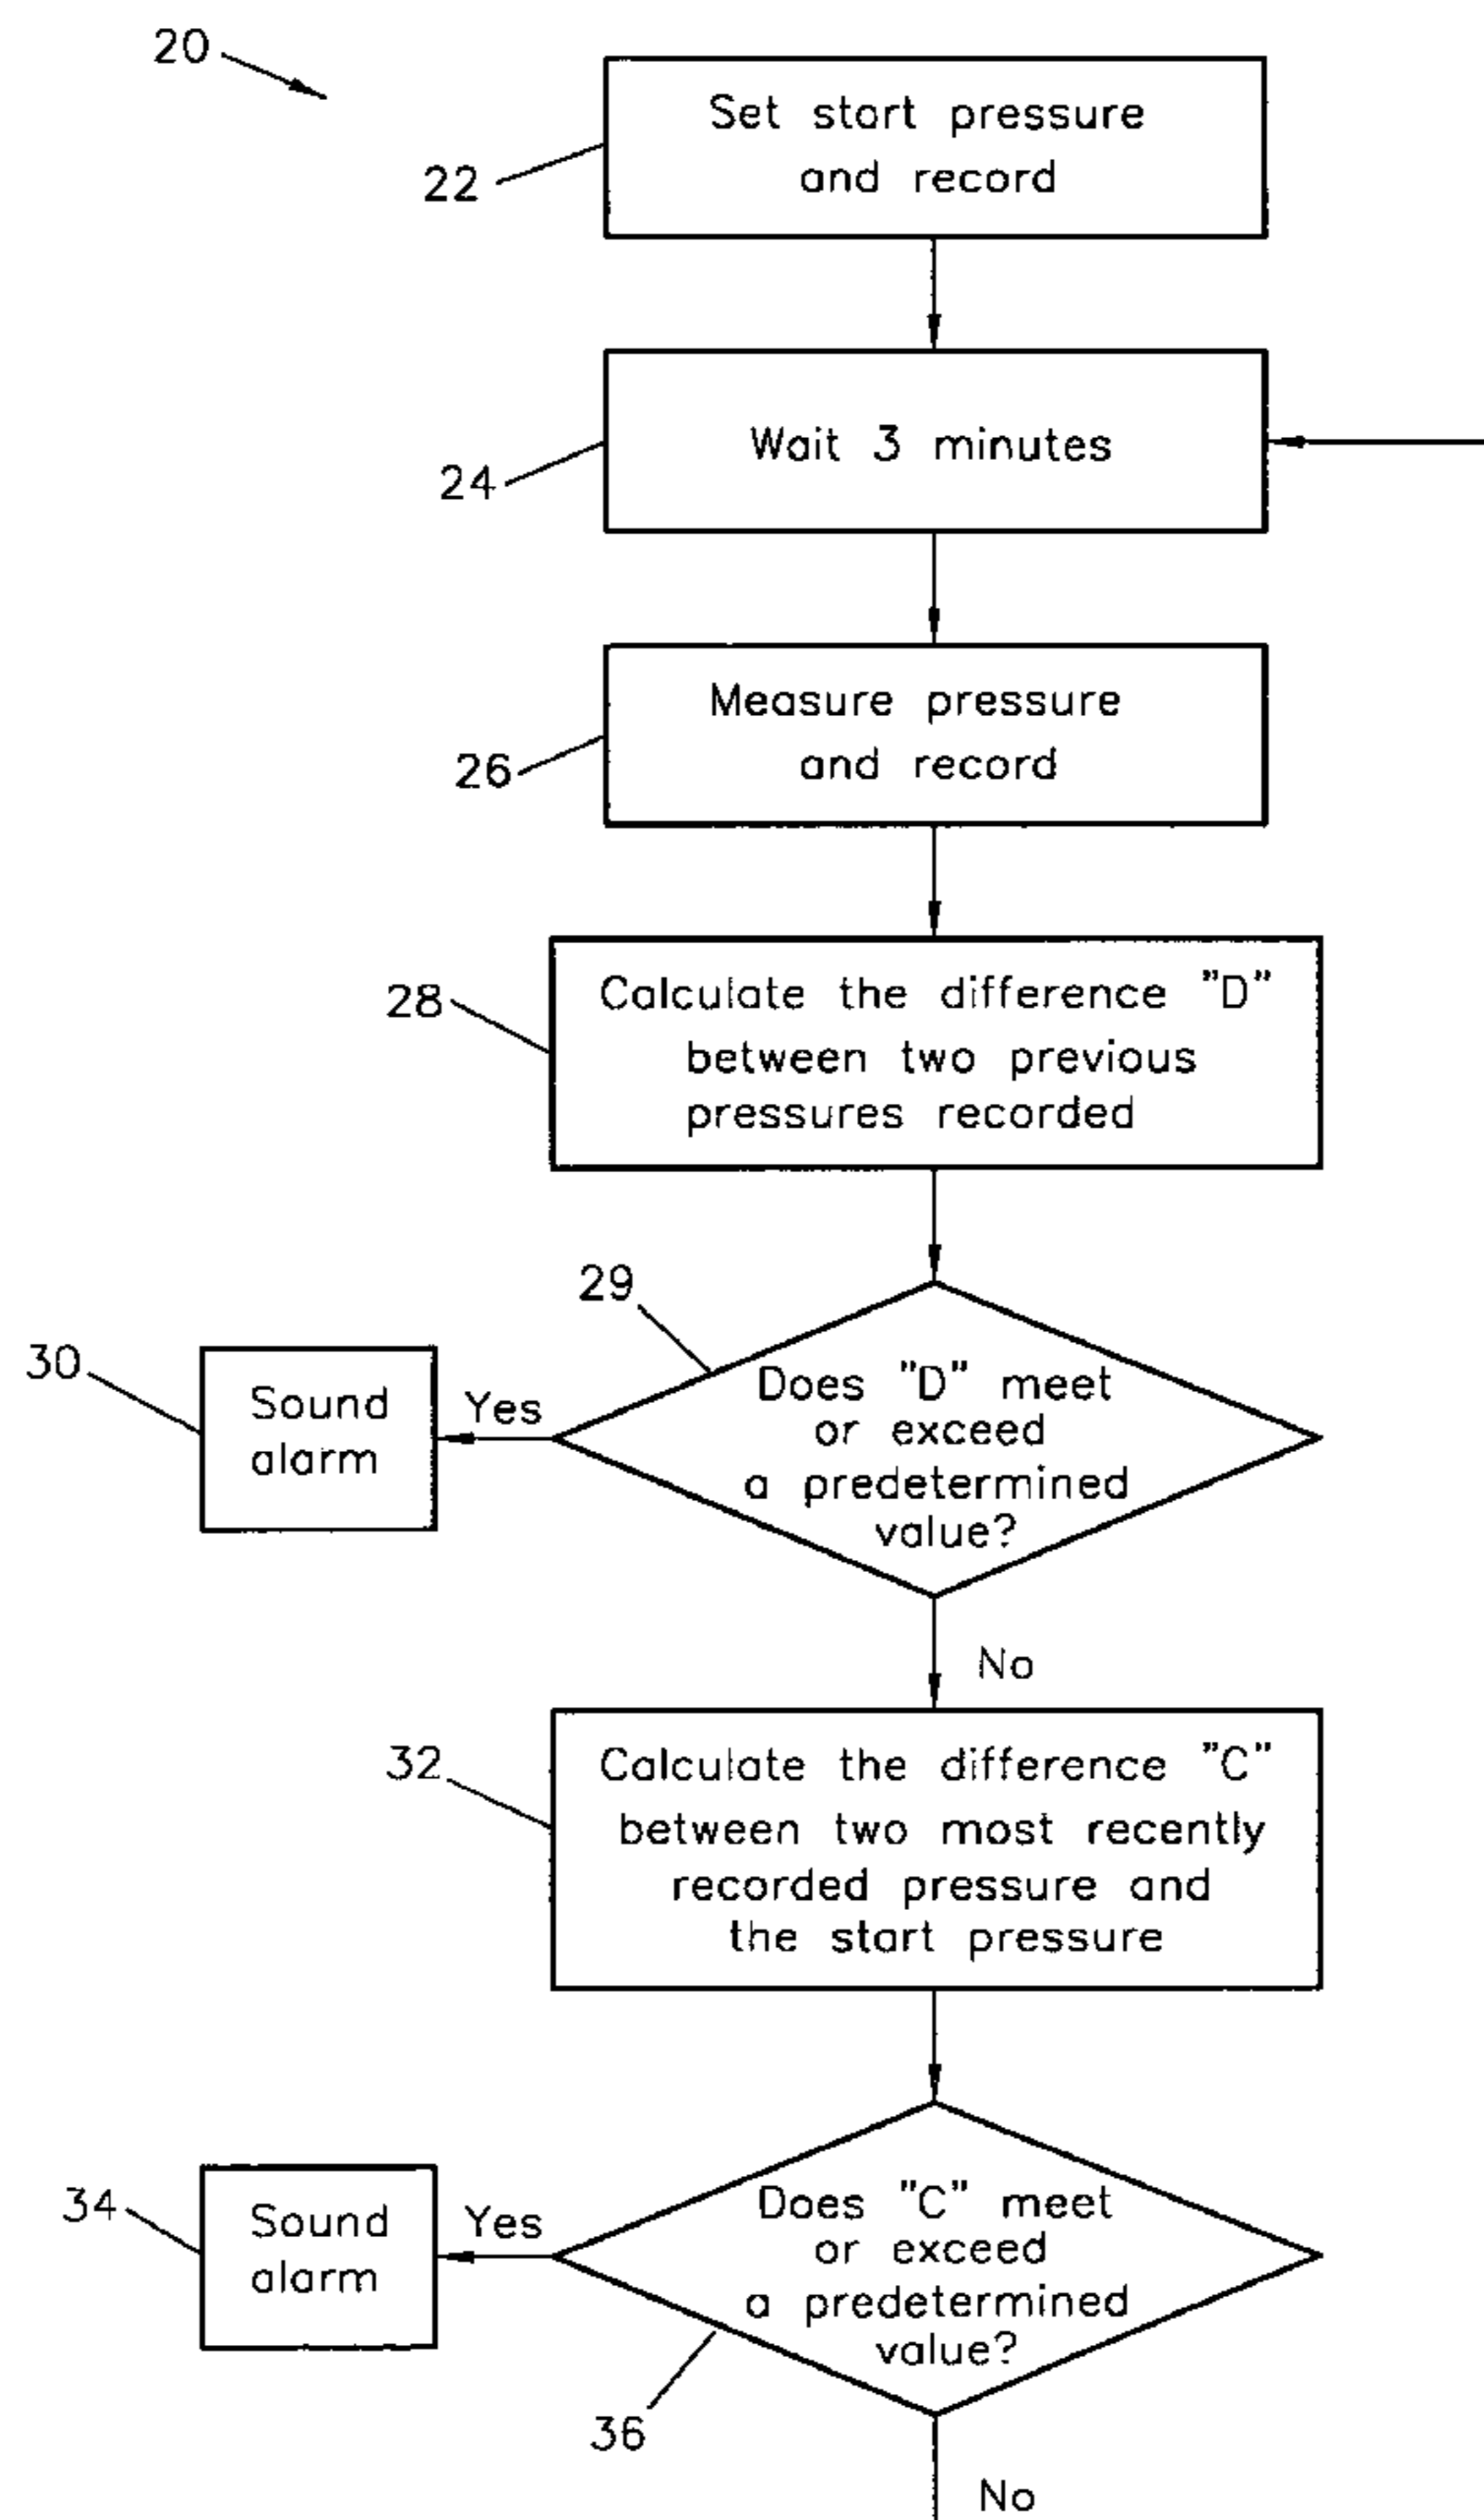 20
Set start pressure
and record
22
Wait 3 minutes
24
Measure pressure
and record
26
Calculate the difference "D"
between two previous
pressures recorded
28
29
Does "D" meet
or exceed
a predetermined
value?
Yes
30
Sound
alarm
No
32
Calculate the difference "C"
between two most recently
recorded pressure and
the start pressure
Does "C" meet
or exceed
a predetermined
value?
Yes
34
Sound
alarm
36
No